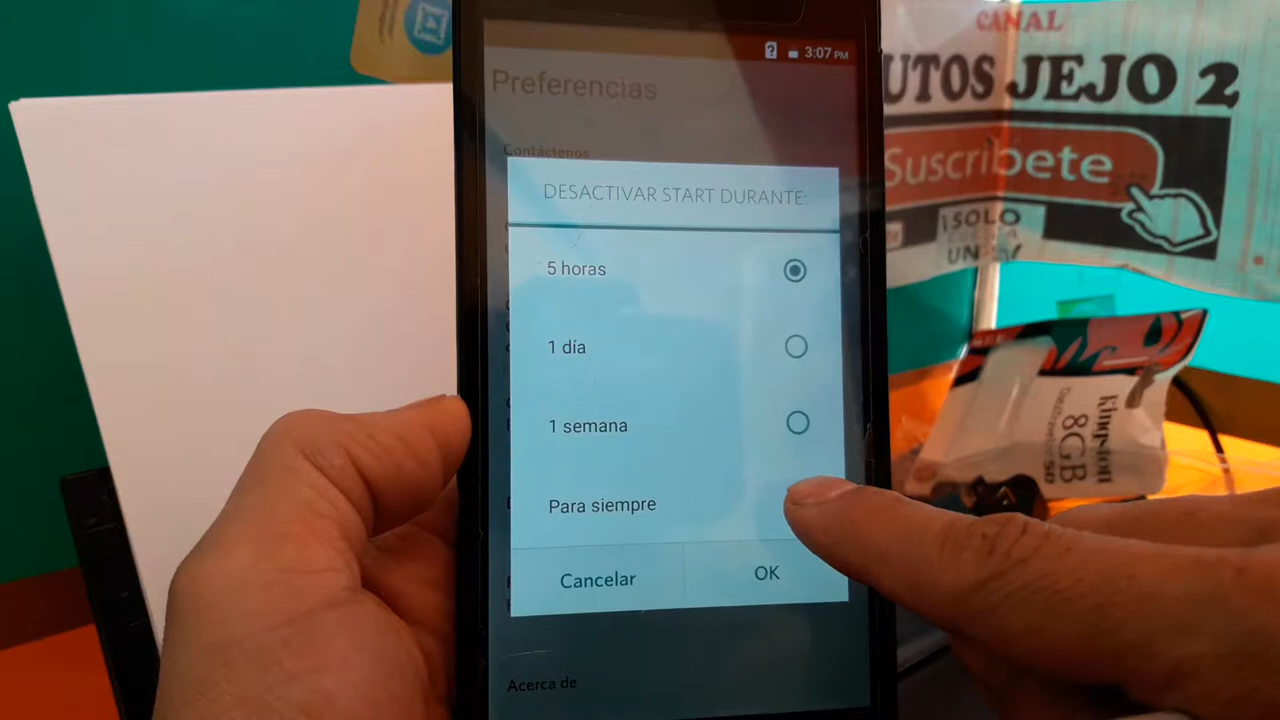 3:07 PM
Preferencias
Contáctenos
DESACTIVAR START DURANTE:
5 horas
1 día
1 semana
Para siempre
Cancelar
OK
Acerca de
CANAL
UTOS JEJO 2
Suscribete
¡SOLO
Kingston
8GB